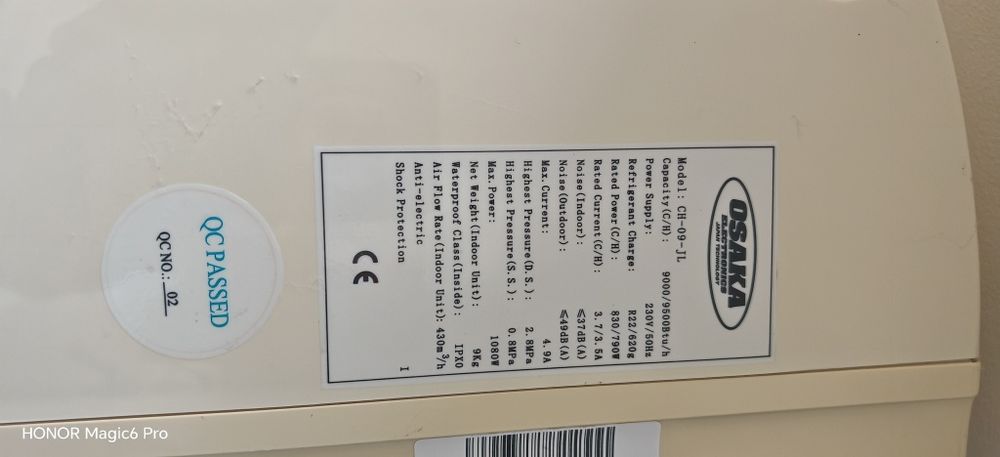 OSAKA
ELECTRONICS
JAPAN TECHNOLOGY
Model: CH-09-JL
Capacity(C/H): 9000/9500Btu/h
Power Supply: 230V/50Hz
Refrigerant Charge: R22/620g
Rated Power(C/H): 830/790W
Rated Current(C/H): 3.7/3.5A
Noise(Indoor): ≤37dB(A)
Noise(Outdoor): ≤49dB(A)
Max. Current: 4.9A
Highest Pressure(D.S.): 2.8MPa
Highest Pressure(S.S.): 0.8MPa
Max. Power: 1080W
Net Weight(Indoor Unit): 9Kg
Waterproof Class(Inside): IPX0
Air Flow Rate(Indoor Unit): 430m³/h
Anti-electric
Shock Protection I
CE
QC PASSED
QC NO.: 02
HONOR Magic6 Pro